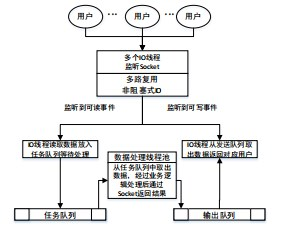 用户 ... 用户 ... 用户
多个IO线程
监听Socket
多路复用
非阻塞式IO
监听到可读事件
监听到可写事件
IO线程读取数据放入
任务队列等待处理
IO线程从发送队列取
出数据返回对应用户
数据处理线程池
从任务队列中取出
数据，经过业务逻
辑处理后通过
Socket返回结果
任务队列
输出队列